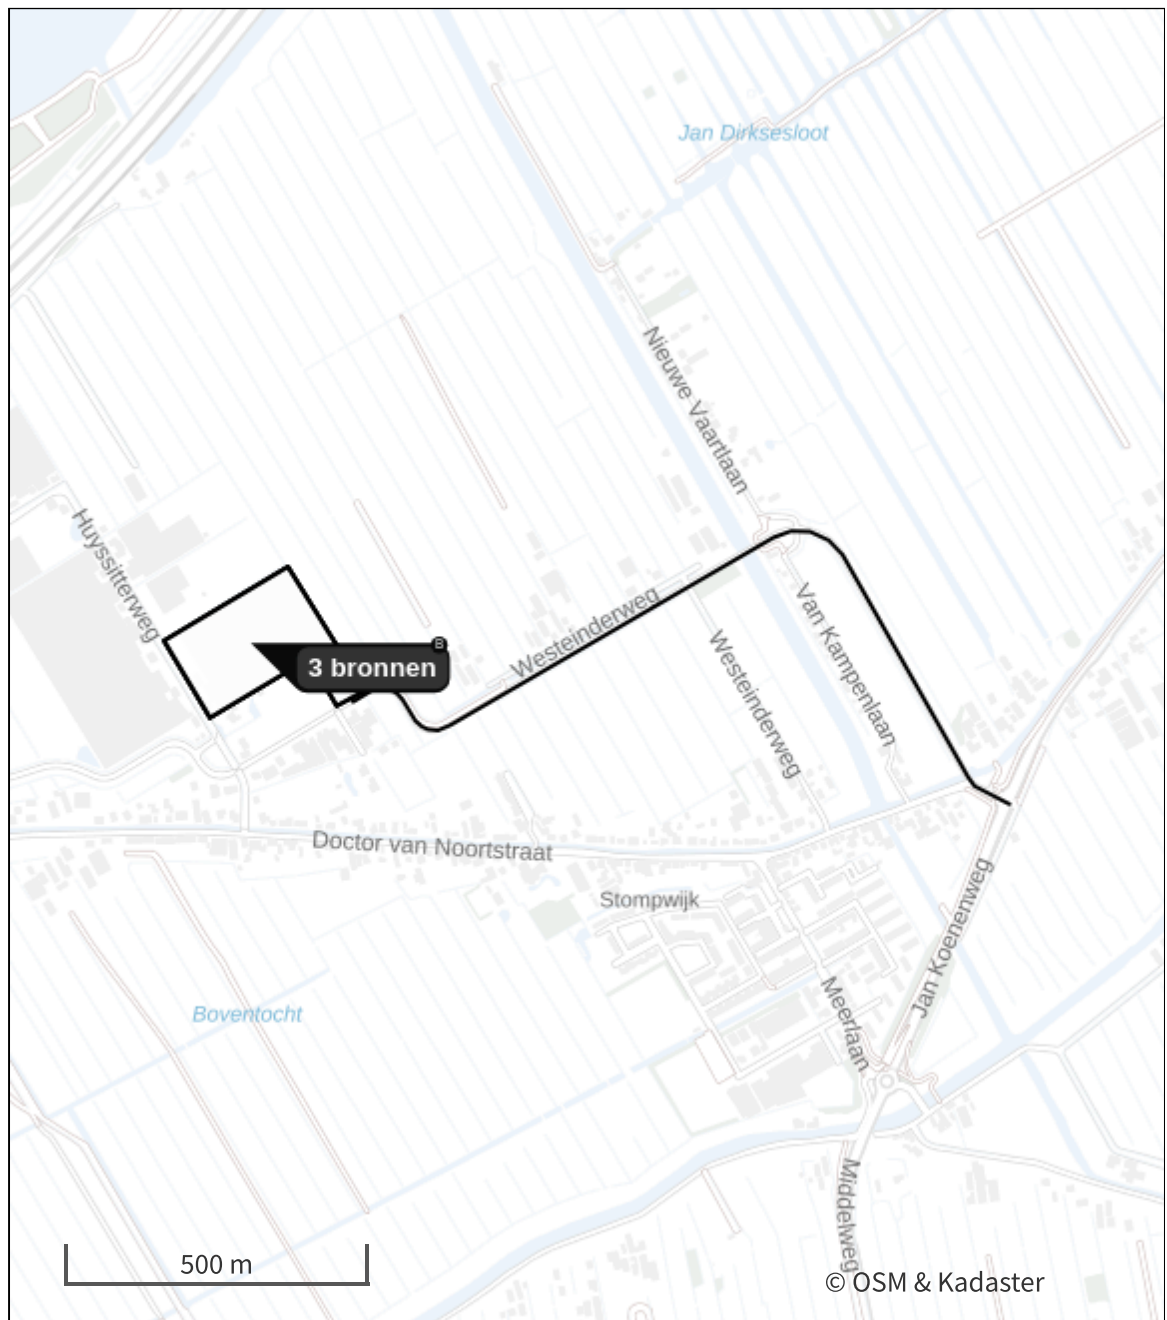 Jan Dirksesloot
Nieuwe Vaartlaan
Huyssitterweg
Westeinderweg
Van Kampenlaan
B
3 bronnen
Westeinderweg
Doctor van Noortstraat
Stompwijk
Jan Koenenweg
Meerlaan
Boventocht
Middelweg
500 m
© OSM & Kadaster